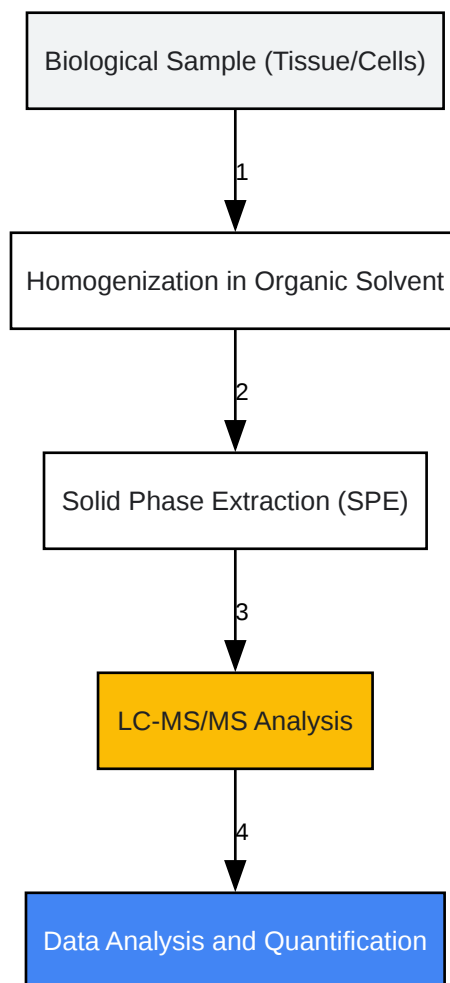 Biological Sample (Tissue/Cells)
1
Homogenization in Organic Solvent
2
Solid Phase Extraction (SPE)
3
LC-MS/MS Analysis
4
Data Analysis and Quantification